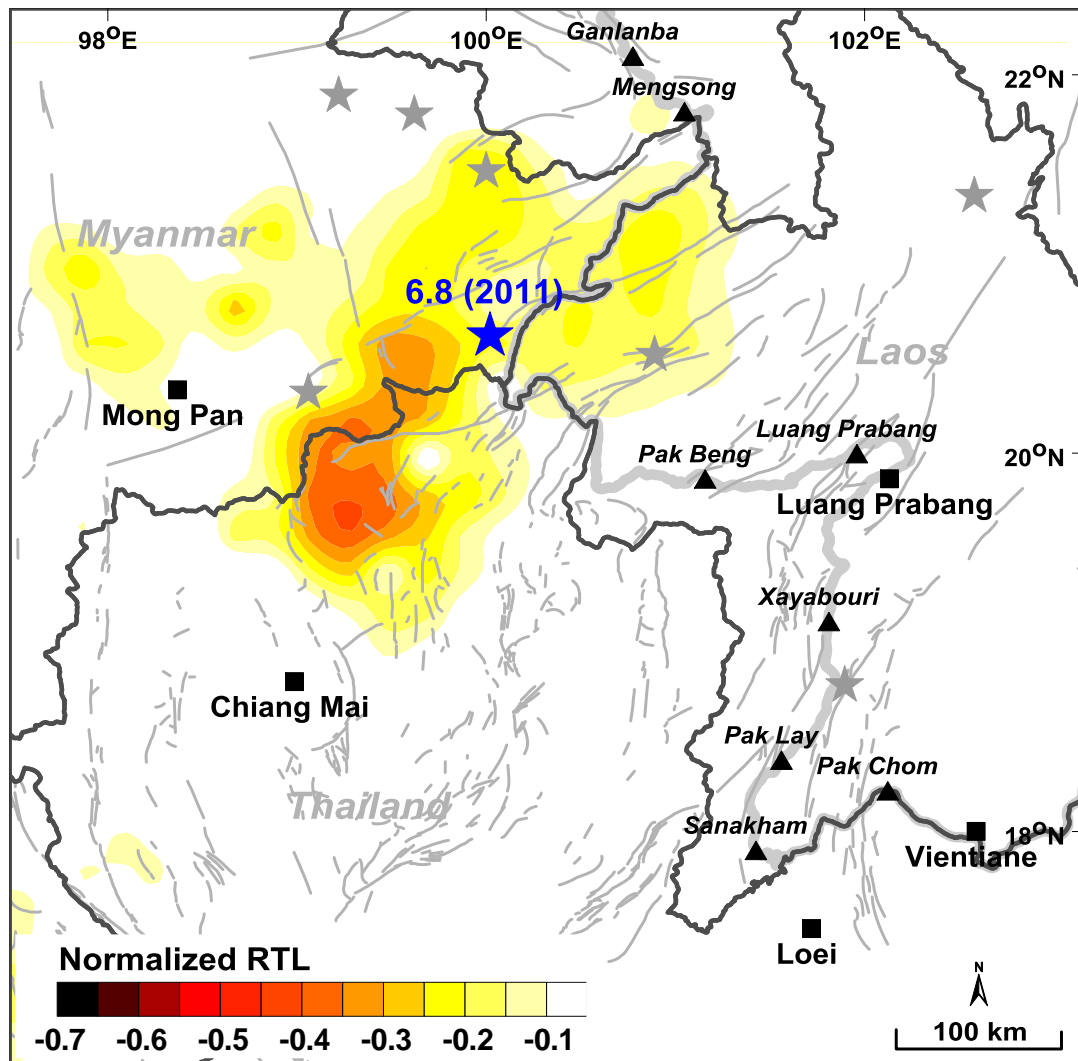 98°E
100°E
102°E
Ganlanba
22°N
Mengsong
Myanmar
6.8 (2011)
Laos
Mong Pan
Luang Prabang
Pak Beng
20°N
Luang Prabang
Xayabouri
Chiang Mai
Pak Lay
Pak Chom
Thailand
Sanakham
18°N
Vientiane
Loei
Normalized RTL
-0.7 -0.6 -0.5 -0.4 -0.3 -0.2 -0.1
N
100 km